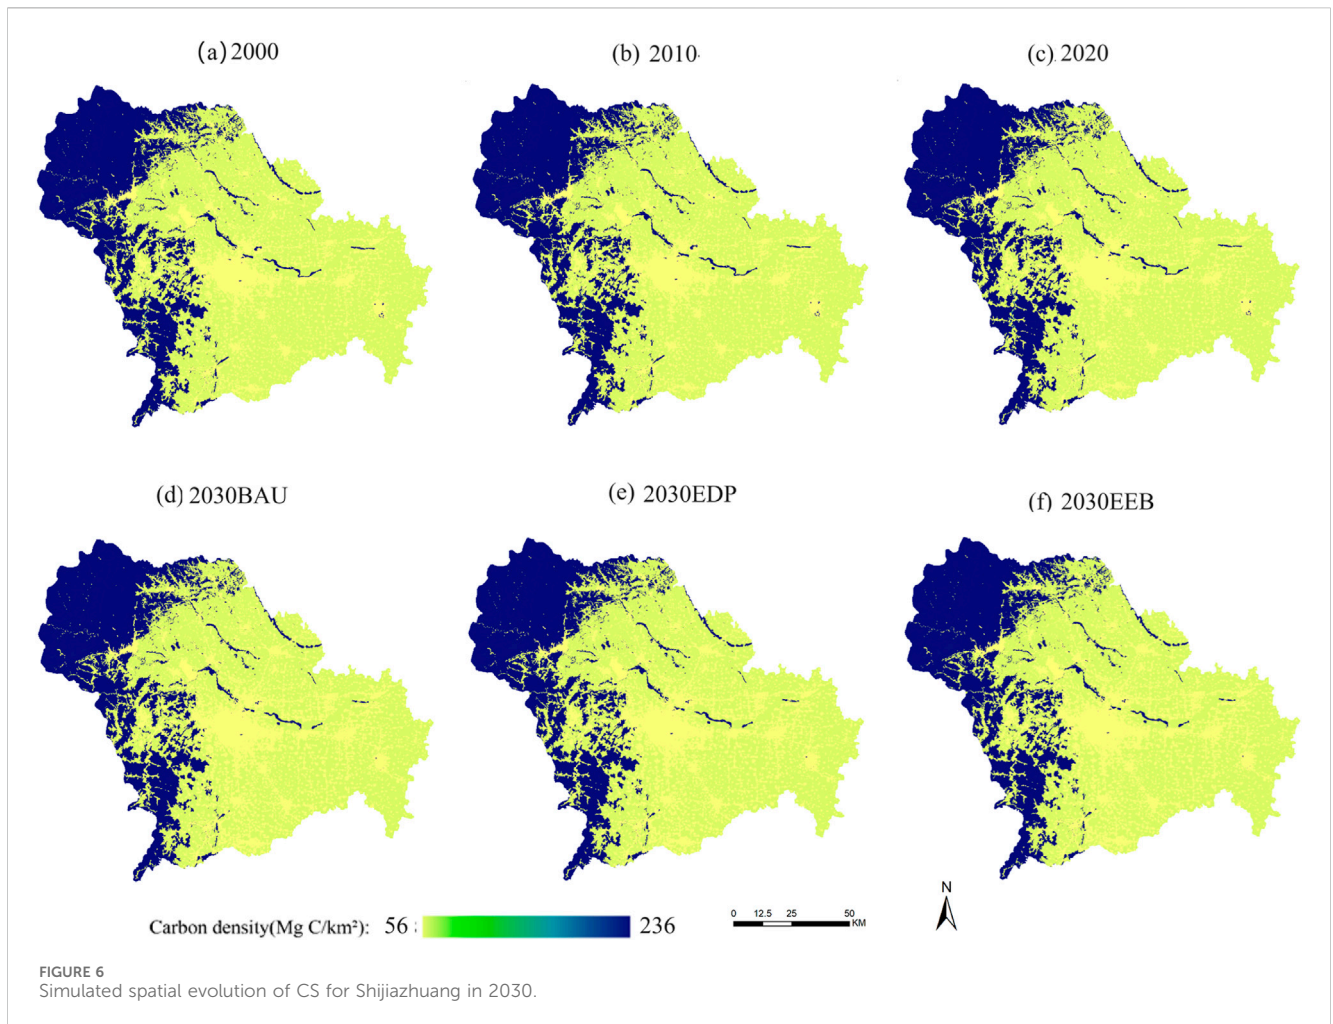 (a) 2000
(b) 2010
(c) 2020
(d) 2030BAU
(e) 2030EDP
(f) 2030EEB
Carbon density(Mg C/km²): 56 236
0 12.5 25 50 KM
N
FIGURE 6
Simulated spatial evolution of CS for Shijiazhuang in 2030.